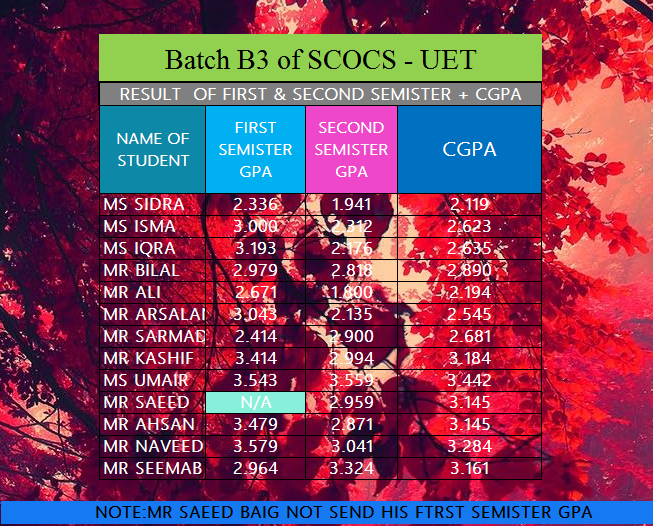 Batch B3 of SCOCS - UET
RESULT OF FIRST & SECOND SEMISTER + CGPA
NAME OF STUDENT FIRST SEMISTER GPA SECOND SEMISTER GPA CGPA
MS SIDRA 2.336 1.941 2.119
MS ISMA 3.000 2.312 2.623
MS IQRA 3.193 2.176 2.635
MR BILAL 2.979 2.818 2.890
MR ALI 2.671 1.800 2.194
MR ARSALAI 3.043 2.135 2.545
MR SARMAD 2.414 2.900 2.681
MR KASHIF 3.414 2.994 3.184
MS UMAIR 3.543 3.559 3.442
MR SAEED N/A 2.959 3.145
MR AHSAN 3.479 2.871 3.145
MR NAVEED 3.579 3.041 3.284
MR SEEMAB 2.964 3.324 3.161
NOTE:MR SAEED BAIG NOT SEND HIS FTRST SEMISTER GPA